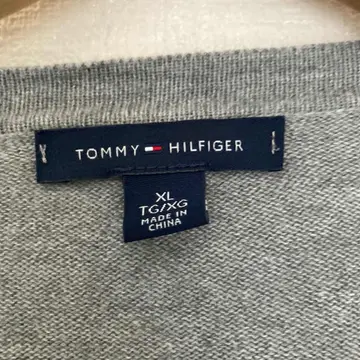 TOMMY HILFIGER
XL
TG/XG
MADE IN
CHINA